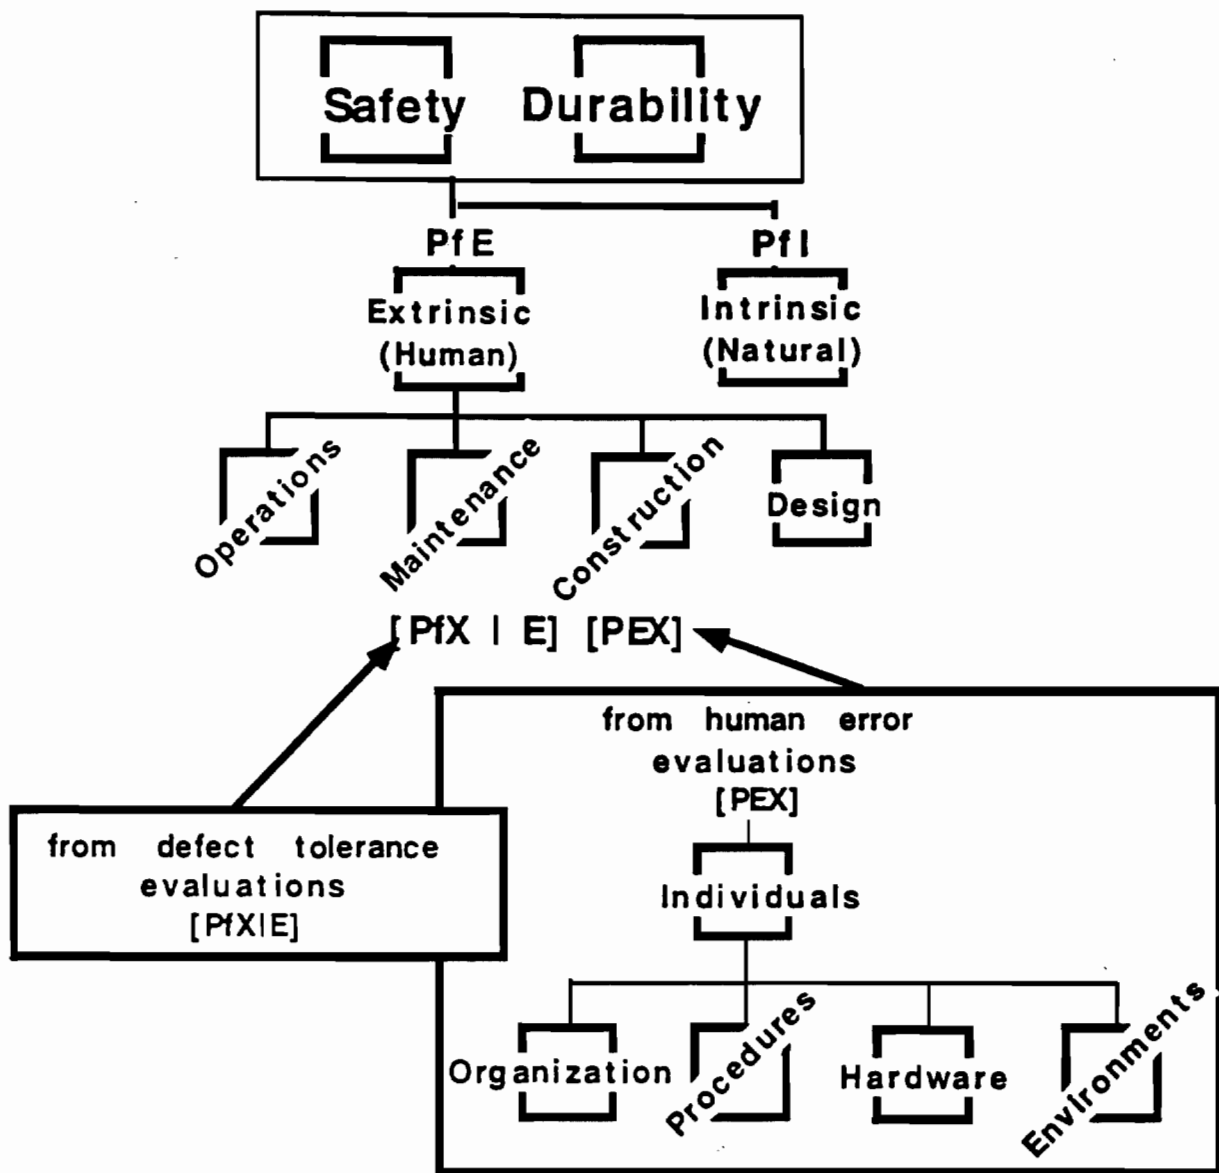 Safety Durability
PfE PfI
Extrinsic
(Human)
Intrinsic
(Natural)
Operations
Maintenance
Construction
Design
[PfX | E] [PEX]
from human error
evaluations
[PEX]
from defect tolerance
evaluations
[PfX|E]
Individuals
Organization
Procedures
Hardware
Environments